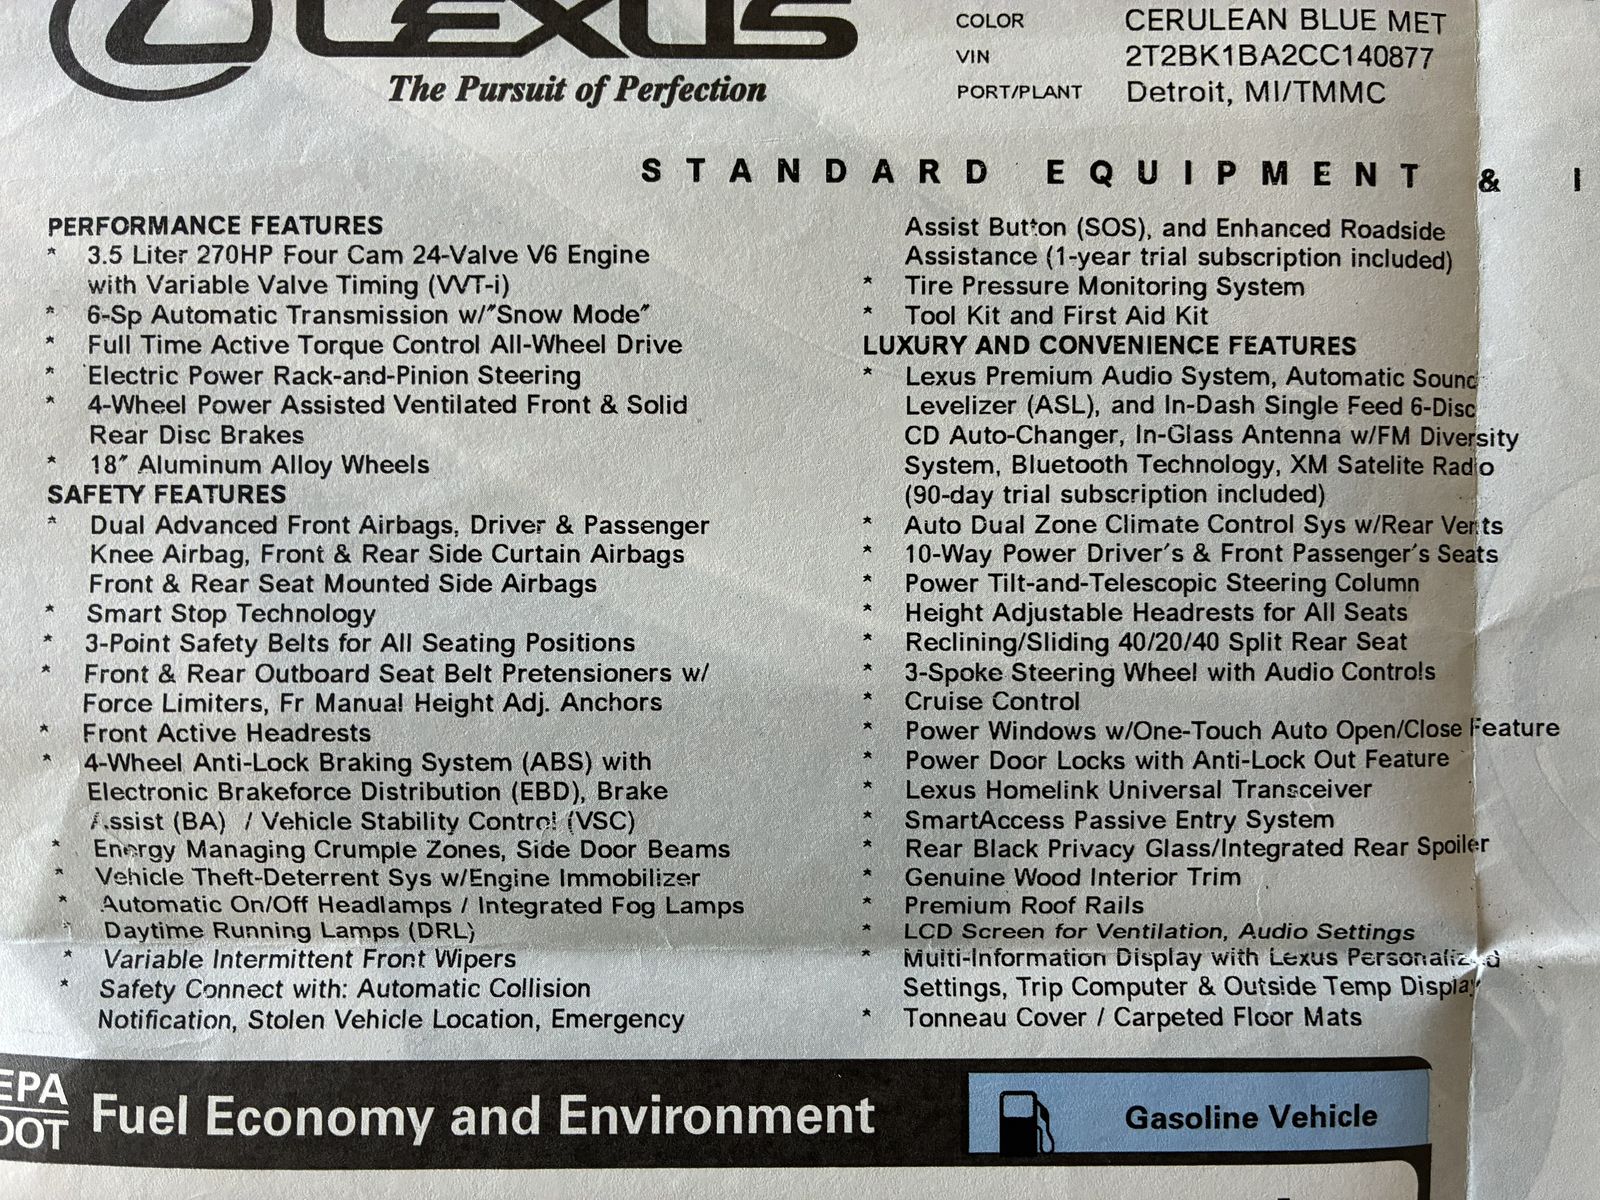 LEXUS
The Pursuit of Perfection
COLOR CERULEAN BLUE MET
VIN 2T2BK1BA2CC140877
PORT/PLANT Detroit, MI/TMMC
STANDARD EQUIPMENT & I
PERFORMANCE FEATURES
* 3.5 Liter 270HP Four Cam 24-Valve V6 Engine
with Variable Valve Timing (VVT-i)
* 6-Sp Automatic Transmission w/"Snow Mode"
* Full Time Active Torque Control All-Wheel Drive
* Electric Power Rack-and-Pinion Steering
* 4-Wheel Power Assisted Ventilated Front & Solid
Rear Disc Brakes
* 18" Aluminum Alloy Wheels
SAFETY FEATURES
* Dual Advanced Front Airbags, Driver & Passenger
Knee Airbag, Front & Rear Side Curtain Airbags
Front & Rear Seat Mounted Side Airbags
* Smart Stop Technology
* 3-Point Safety Belts for All Seating Positions
* Front & Rear Outboard Seat Belt Pretensioners w/
Force Limiters, Fr Manual Height Adj. Anchors
* Front Active Headrests
* 4-Wheel Anti-Lock Braking System (ABS) with
Electronic Brakeforce Distribution (EBD), Brake
Assist (BA) / Vehicle Stability Control (VSC)
* Energy Managing Crumple Zones, Side Door Beams
* Vehicle Theft-Deterrent Sys w/Engine Immobilizer
* Automatic On/Off Headlamps / Integrated Fog Lamps
Daytime Running Lamps (DRL)
* Variable Intermittent Front Wipers
* Safety Connect with: Automatic Collision
Notification, Stolen Vehicle Location, Emergency
Assist Button (SOS), and Enhanced Roadside
Assistance (1-year trial subscription included)
* Tire Pressure Monitoring System
* Tool Kit and First Aid Kit
LUXURY AND CONVENIENCE FEATURES
* Lexus Premium Audio System, Automatic Sound
Levelizer (ASL), and In-Dash Single Feed 6-Disc
CD Auto-Changer, In-Glass Antenna w/FM Diversity
System, Bluetooth Technology, XM Satelite Radio
(90-day trial subscription included)
* Auto Dual Zone Climate Control Sys w/Rear Vents
* 10-Way Power Driver's & Front Passenger's Seats
* Power Tilt-and-Telescopic Steering Column
* Height Adjustable Headrests for All Seats
* Reclining/Sliding 40/20/40 Split Rear Seat
* 3-Spoke Steering Wheel with Audio Controls
* Cruise Control
* Power Windows w/One-Touch Auto Open/Close Feature
* Power Door Locks with Anti-Lock Out Feature
* Lexus Homelink Universal Transceiver
* SmartAccess Passive Entry System
* Rear Black Privacy Glass/Integrated Rear Spoiler
* Genuine Wood Interior Trim
* Premium Roof Rails
* LCD Screen for Ventilation, Audio Settings
* Multi-Information Display with Lexus Personalized
Settings, Trip Computer & Outside Temp Display
* Tonneau Cover / Carpeted Floor Mats
EPA
DOT
Fuel Economy and Environment
Gasoline Vehicle